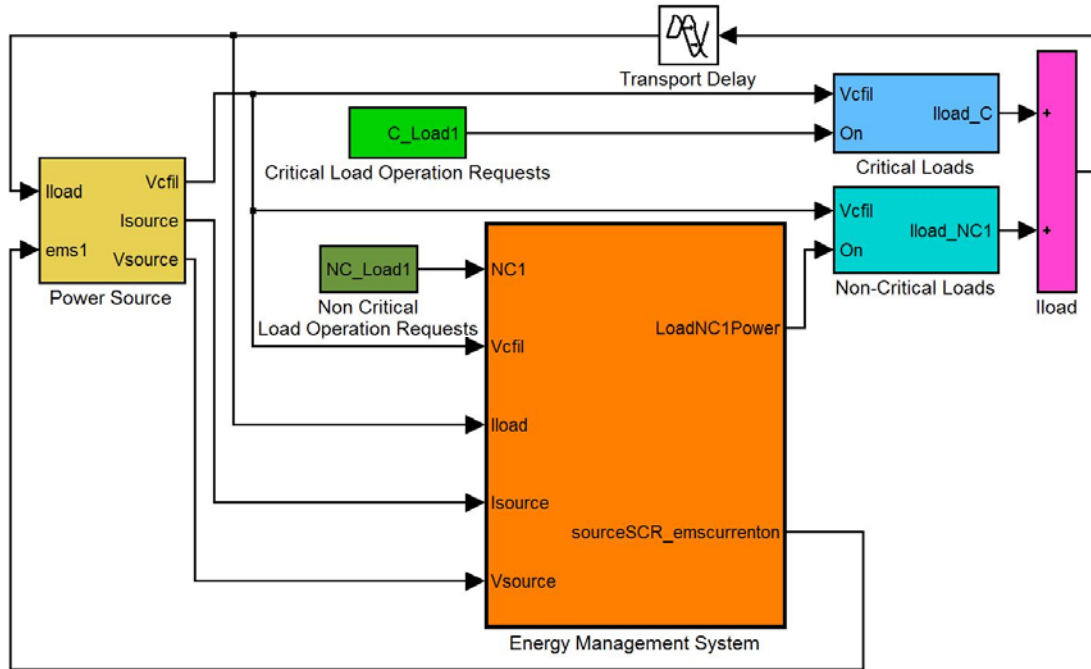 Transport Delay
Vcfil
On
Iload_C
Critical Loads
C_Load1
Critical Load Operation Requests
Iload
ems1
Vcfil
Isource
Vsource
Power Source
Vcfil
On
Iload_NC1
Non-Critical Loads
+
+
Iload
NC_Load1
Non Critical
Load Operation Requests
NC1
Vcfil
Iload
Isource
Vsource
LoadNC1Power
sourceSCR_emscurrenton
Energy Management System